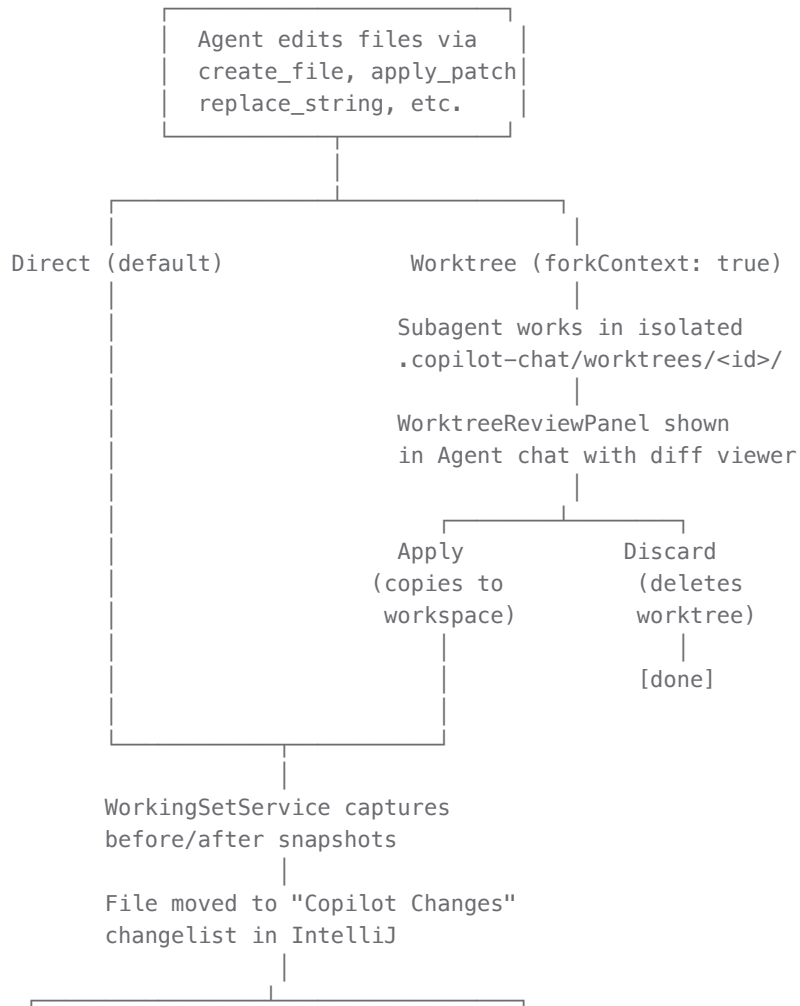 Agent edits files via
create_file, apply_patch
replace_string, etc.
Direct (default) Worktree (forkContext: true)
Subagent works in isolated
.copilot-chat/worktrees/<id>/
WorktreeReviewPanel shown
in Agent chat with diff viewer
Apply Discard
(copies to (deletes
workspace) worktree)
[done]
WorkingSetService captures
before/after snapshots
File moved to "Copilot Changes"
changelist in IntelliJ